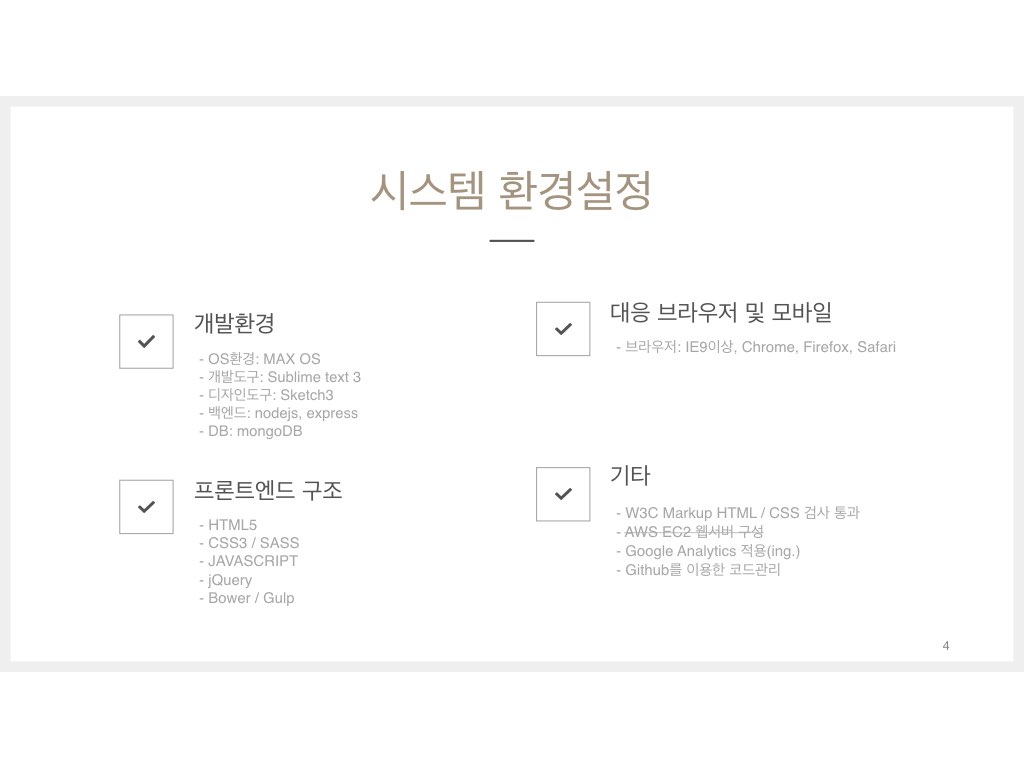 시스템 환경설정
개발환경
- OS환경: MAX OS
- 개발도구: Sublime text 3
- 디자인도구: Sketch3
- 백엔드: nodejs, express
- DB: mongoDB
대응 브라우저 및 모바일
- 브라우저: IE9이상, Chrome, Firefox, Safari
프론트엔드 구조
- HTML5
- CSS3 / SASS
- JAVASCRIPT
- jQuery
- Bower / Gulp
기타
- W3C Markup HTML / CSS 검사 통과
- AWS EC2 웹서버 구성
- Google Analytics 적용(ing.)
- Github를 이용한 코드관리
4